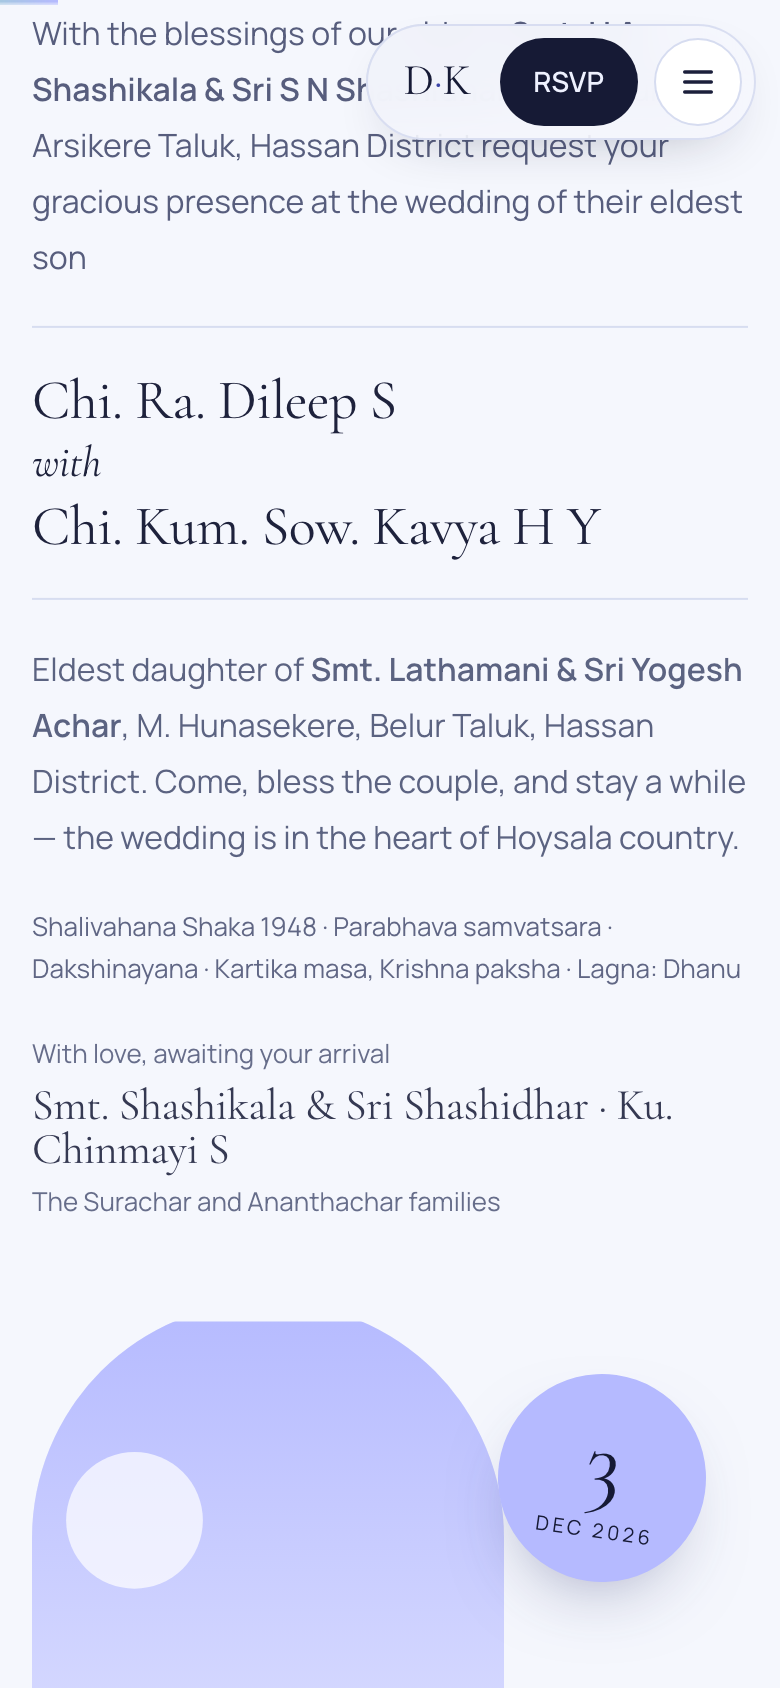 With the blessings of our
D·K
RSVP
Shashikala & Sri S N
Arsikere Taluk, Hassan District request your
gracious presence at the wedding of their eldest
son
Chi. Ra. Dileep S
with
Chi. Kum. Sow. Kavya H Y
Eldest daughter of Smt. Lathamani & Sri Yogesh
Achar, M. Hunasekere, Belur Taluk, Hassan
District. Come, bless the couple, and stay a while
— the wedding is in the heart of Hoysala country.
Shalivahana Shaka 1948 · Parabhava samvatsara ·
Dakshinayana · Kartika masa, Krishna paksha · Lagna: Dhanu
With love, awaiting your arrival
Smt. Shashikala & Sri Shashidhar · Ku.
Chinmayi S
The Surachar and Ananthachar families
3
DEC 2026